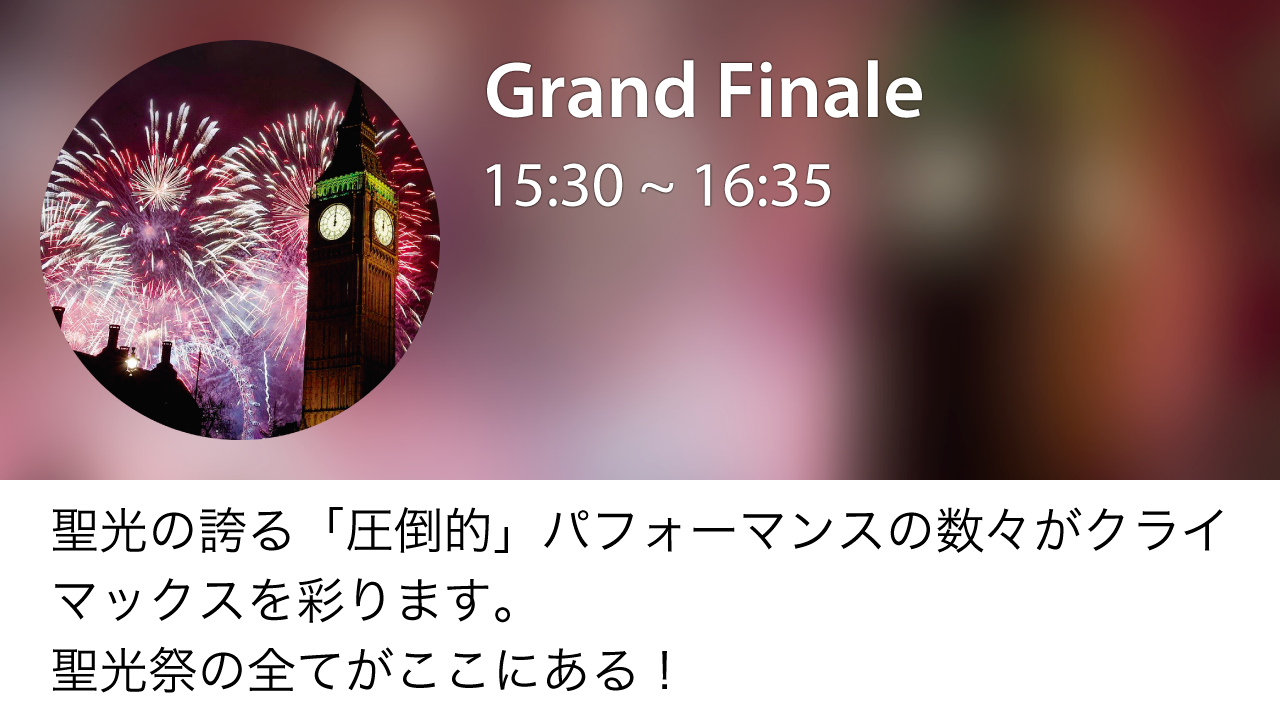 Grand Finale
15:30 ~ 16:35
聖光の誇る「圧倒的」パフォーマンスの数々がクライ
マックスを彩ります。
聖光祭の全てがここにある！